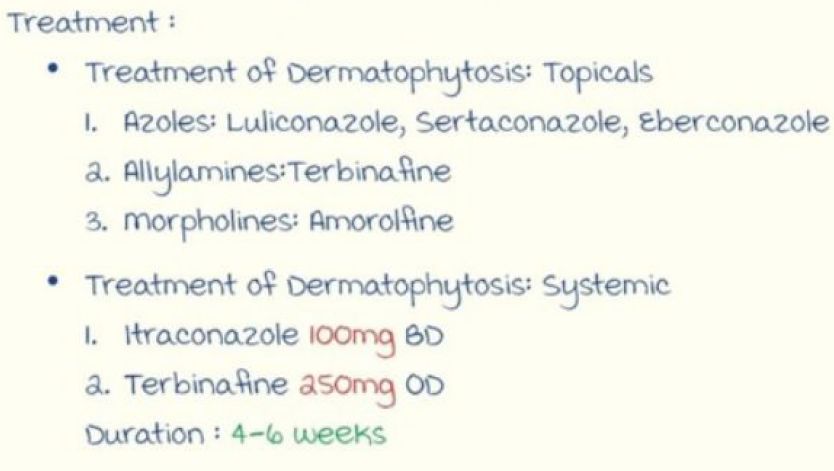 Treatment :
• Treatment of Dermatophytosis: Topicals
1. Azoles: Luliconazole, Sertaconazole, Eberconazole
2. Allylamines:Terbinafine
3. Morpholines: Amorolfine
• Treatment of Dermatophytosis: Systemic
1. Itraconazole 100mg BD
2. Terbinafine 250mg OD
Duration : 4-6 weeks